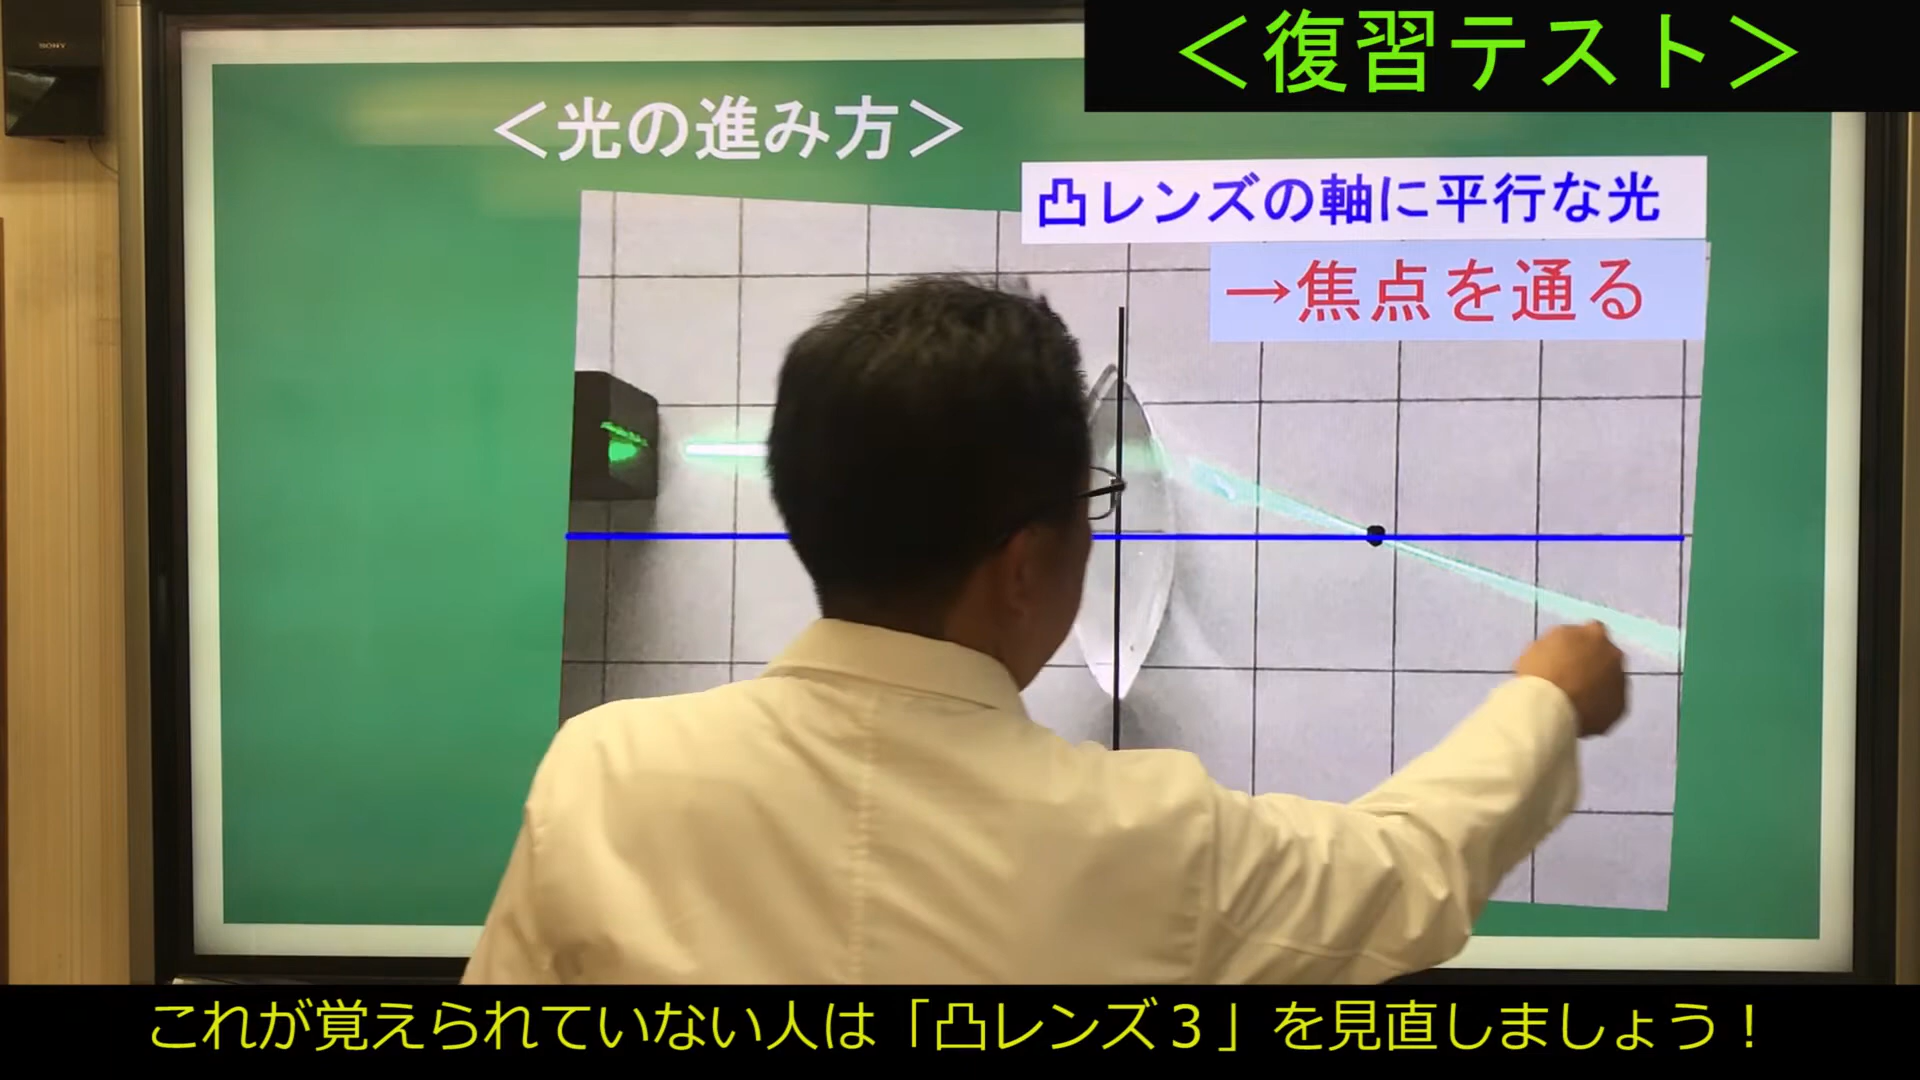 SONY
＜復習テスト＞
＜光の進み方＞
凸レンズの軸に平行な光
→焦点を通る
これが覚えられていない人は「凸レンズ３」を見直しましょう！